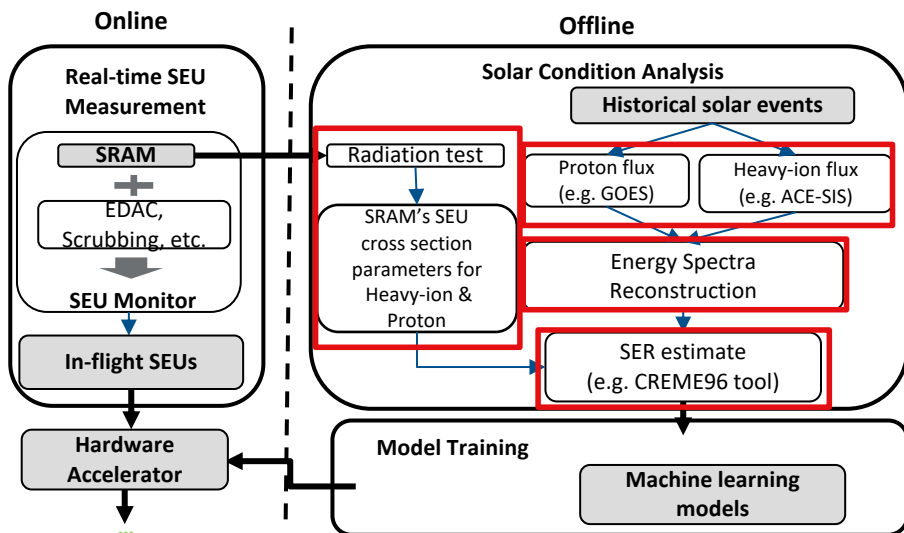 Online
Offline
Real-time SEU
Measurement
SRAM
EDAC,
Scrubbing, etc.
SEU Monitor
In-flight SEUs
Hardware
Accelerator
...
Solar Condition Analysis
Historical solar events
Radiation test
Proton flux
(e.g. GOES)
Heavy-ion flux
(e.g. ACE-SIS)
SRAM's SEU
cross section
parameters for
Heavy-ion &
Proton
Energy Spectra
Reconstruction
SER estimate
(e.g. CREME96 tool)
Model Training
Machine learning
models